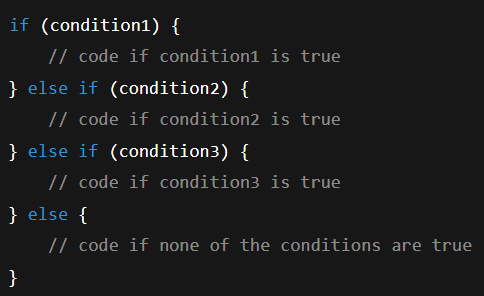 if (condition1) {
    // code if condition1 is true
} else if (condition2) {
    // code if condition2 is true
} else if (condition3) {
    // code if condition3 is true
} else {
    // code if none of the conditions are true
}